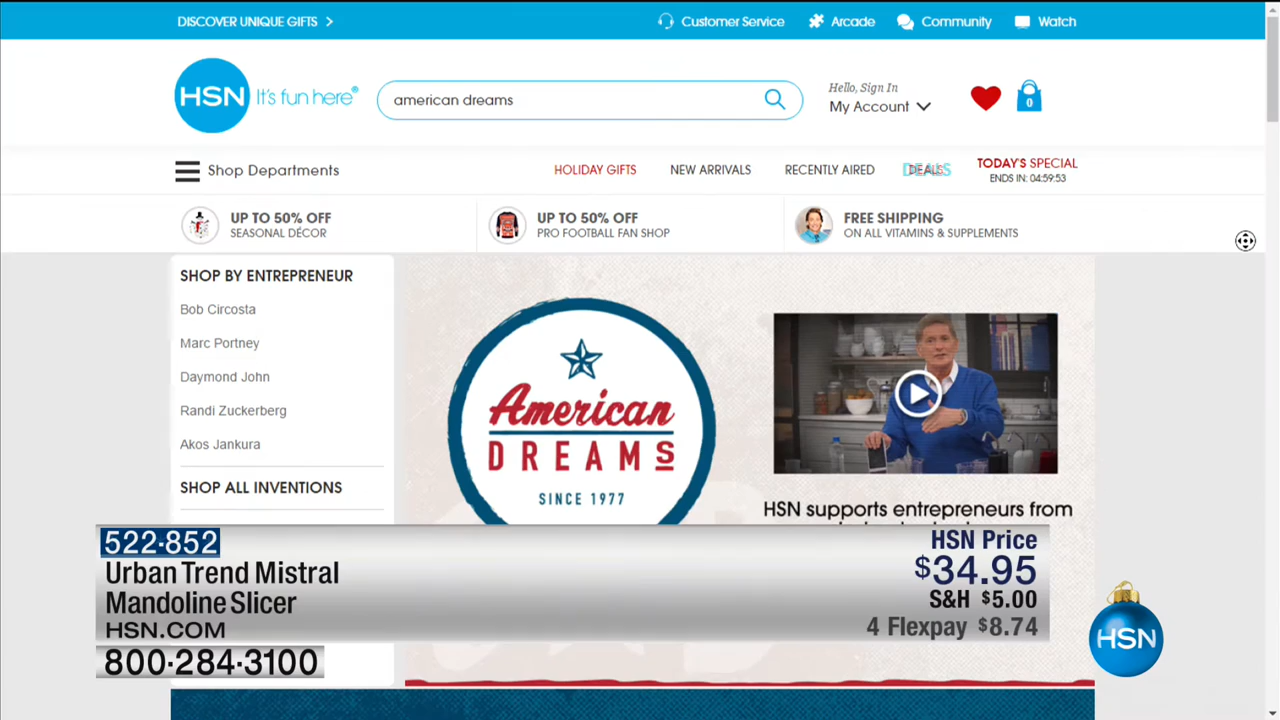 DISCOVER UNIQUE GIFTS
Customer Service
Arcade
Community
Watch
HSN It's fun here®
american dreams
Hello, Sign In
My Account
0
Shop Departments
HOLIDAY GIFTS
NEW ARRIVALS
RECENTLY AIRED
DEALS
TODAY'S SPECIAL
ENDS IN: 04:59:53
UP TO 50% OFF
SEASONAL DÉCOR
UP TO 50% OFF
PRO FOOTBALL FAN SHOP
FREE SHIPPING
ON ALL VITAMINS & SUPPLEMENTS
SHOP BY ENTREPRENEUR
Bob Circosta
Marc Portney
Daymond John
Randi Zuckerberg
Akos Jankura
SHOP ALL INVENTIONS
American
DREAMS
SINCE 1977
HSN supports entrepreneurs from
522-852
Urban Trend Mistral
Mandoline Slicer
HSN.COM
800-284-3100
HSN Price
$34.95
S&H $5.00
4 Flexpay $8.74
HSN